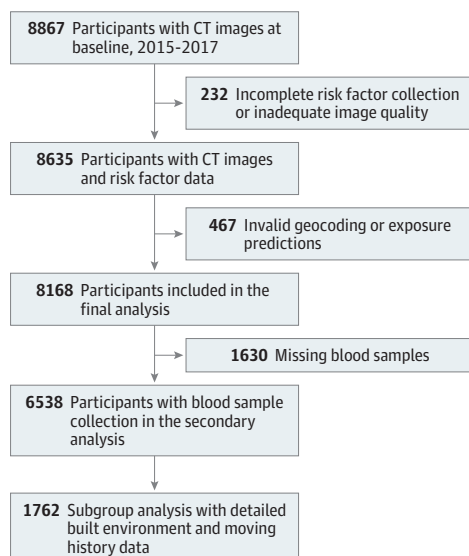 8867 Participants with CT images at
baseline, 2015-2017
232 Incomplete risk factor collection
or inadequate image quality
8635 Participants with CT images
and risk factor data
467 Invalid geocoding or exposure
predictions
8168 Participants included in the
final analysis
1630 Missing blood samples
6538 Participants with blood sample
collection in the secondary
analysis
1762 Subgroup analysis with detailed
built environment and moving
history data